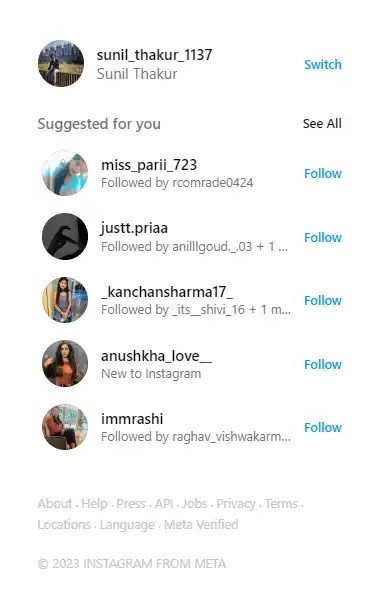 sunil_thakur_1137
Switch
Sunil Thakur
Suggested for you
See All
miss_parii_723
Follow
Followed by rcomrade0424
justt.priaa
Follow
Followed by anilllgoud._.03 + 1 ...
_kanchansharma17_
Follow
Followed by _its__shivi_16 + 1 m...
anushkha_love__
Follow
New to Instagram
immrashi
Follow
Followed by raghav_vishwakarm...
About · Help · Press · API · Jobs · Privacy · Terms ·
Locations · Language · Meta Verified
© 2023 INSTAGRAM FROM META